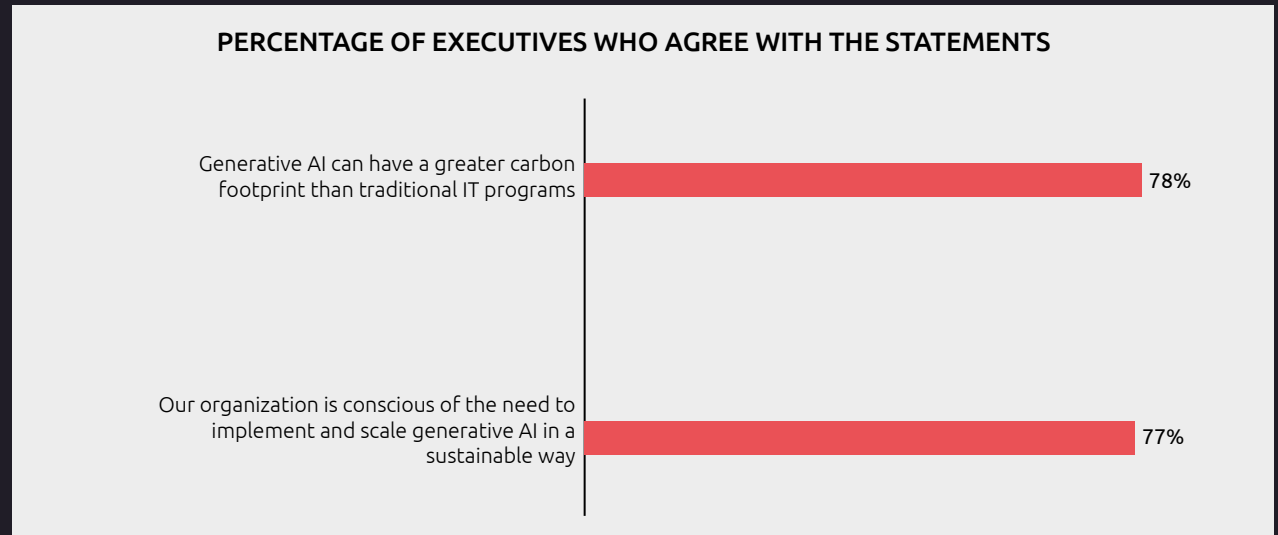 PERCENTAGE OF EXECUTIVES WHO AGREE WITH THE STATEMENTS
Generative AI can have a greater carbon
footprint than traditional IT programs
78%
Our organization is conscious of the need to
implement and scale generative AI in a
sustainable way
77%